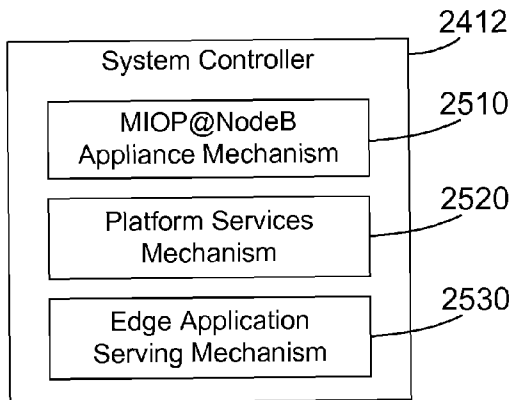 2412
System Controller
MIOP@NodeB
Appliance Mechanism
2510
Platform Services
Mechanism
2520
Edge Application
Serving Mechanism
2530